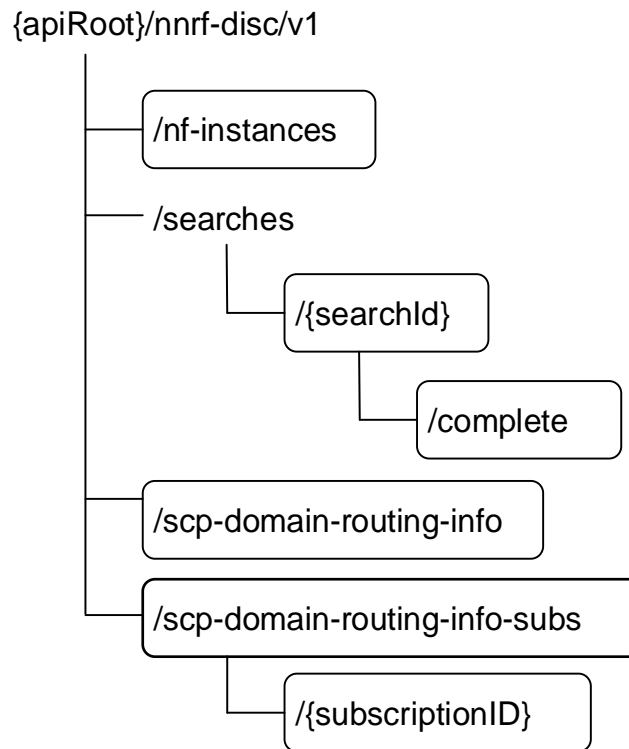 {apiRoot}/nnrf-disc/v1
/nf-instances
/searches
/{searchId}
/complete
/scp-domain-routing-info
/scp-domain-routing-info-subs
/{subscriptionID}